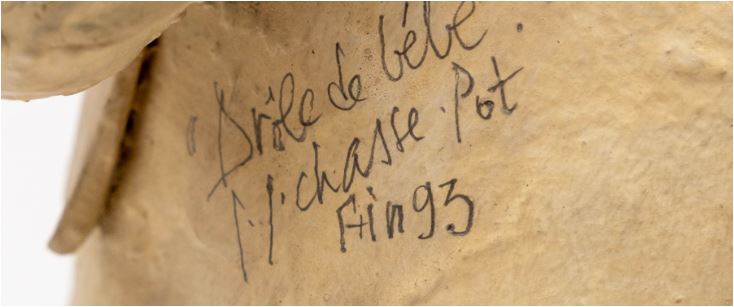 "Drôle de bébé.
M.chasse.Pot
Fin 93